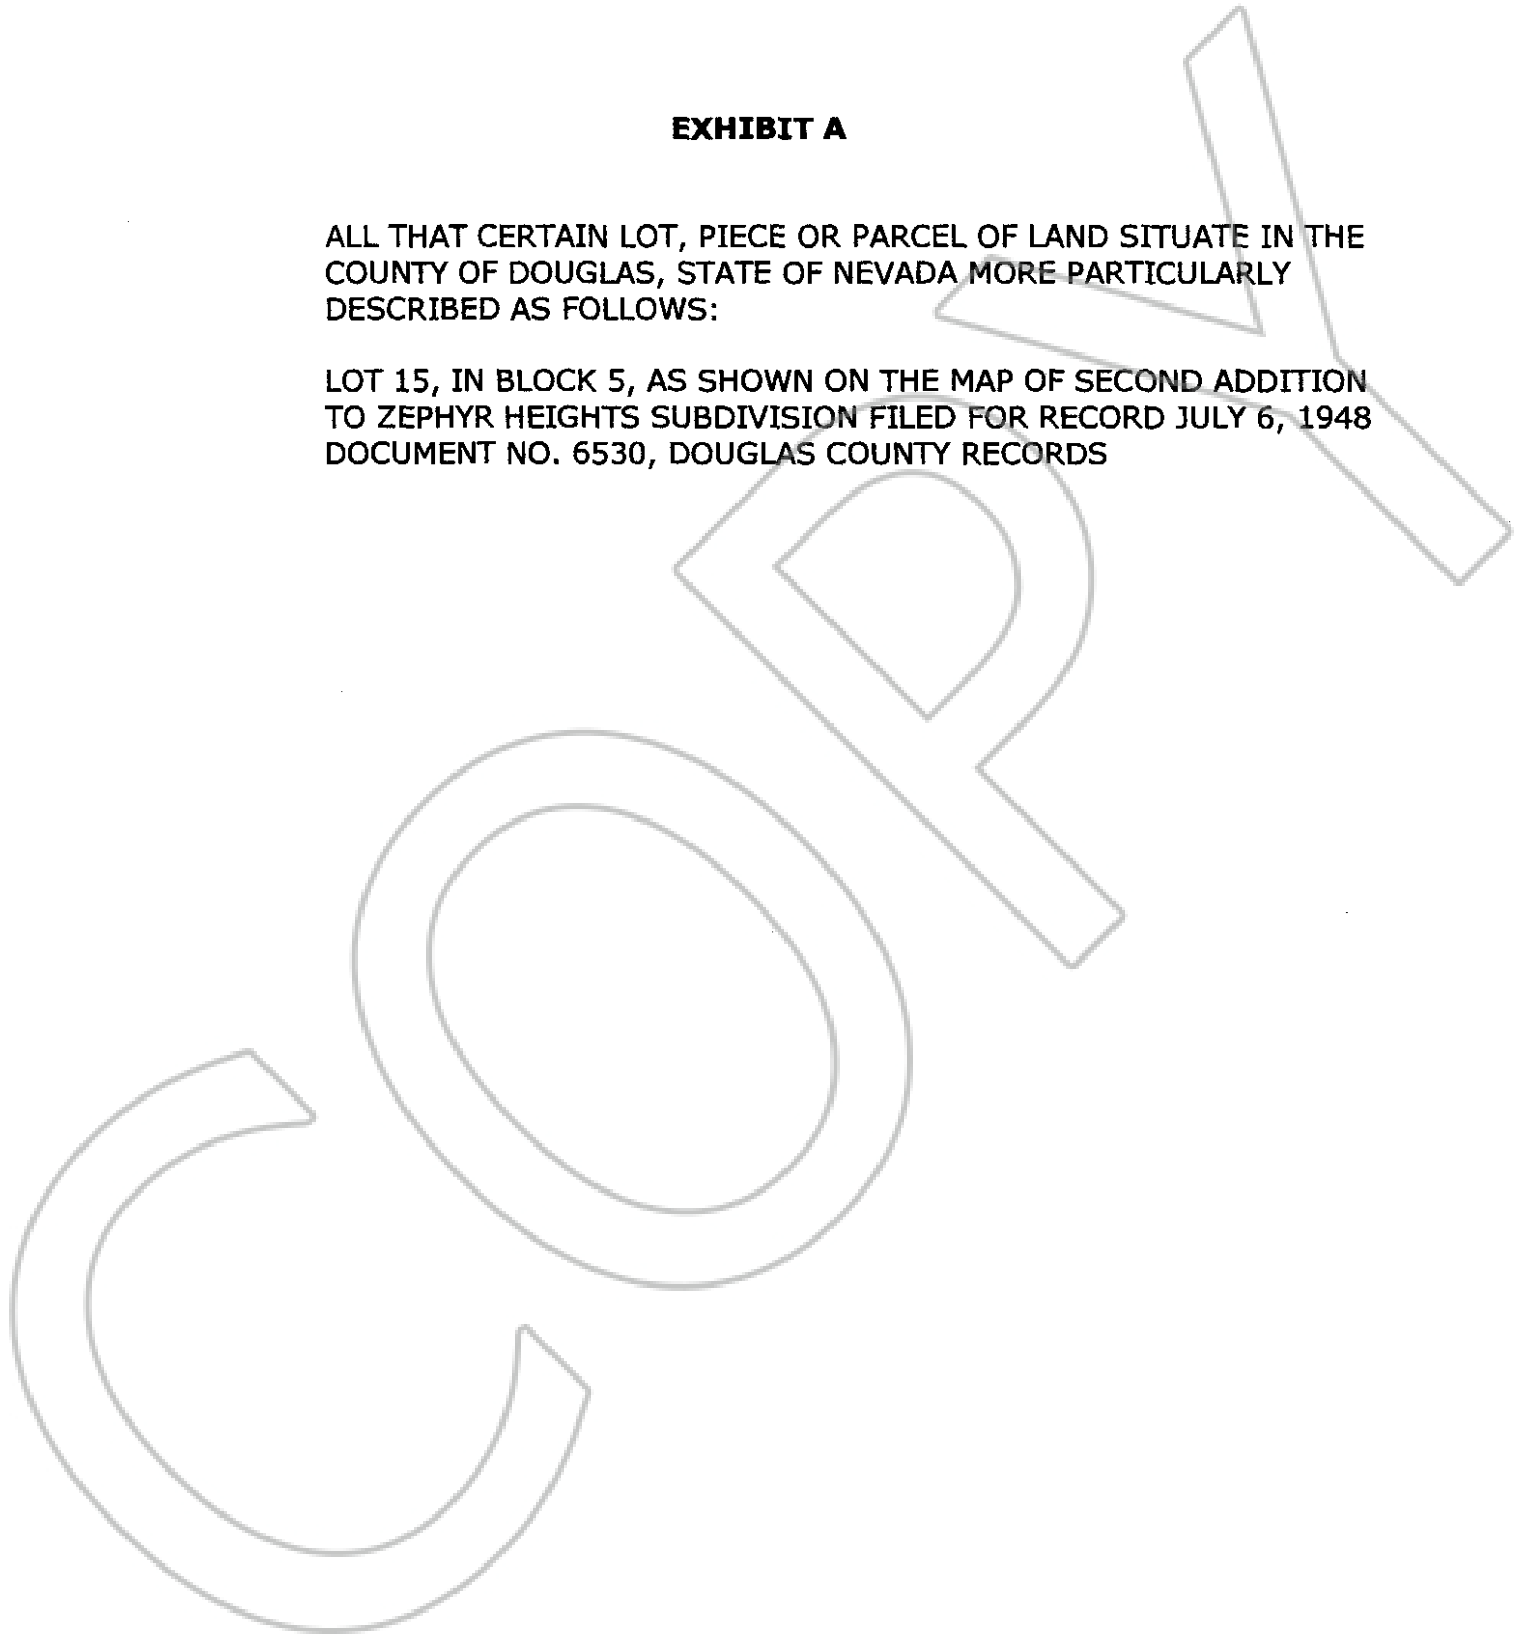 EXHIBIT A
ALL THAT CERTAIN LOT, PIECE OR PARCEL OF LAND SITUATE IN THE
COUNTY OF DOUGLAS, STATE OF NEVADA MORE PARTICULARLY
DESCRIBED AS FOLLOWS:
LOT 15, IN BLOCK 5, AS SHOWN ON THE MAP OF SECOND ADDITION
TO ZEPHYR HEIGHTS SUBDIVISION FILED FOR RECORD JULY 6, 1948
DOCUMENT NO. 6530, DOUGLAS COUNTY RECORDS
COPY